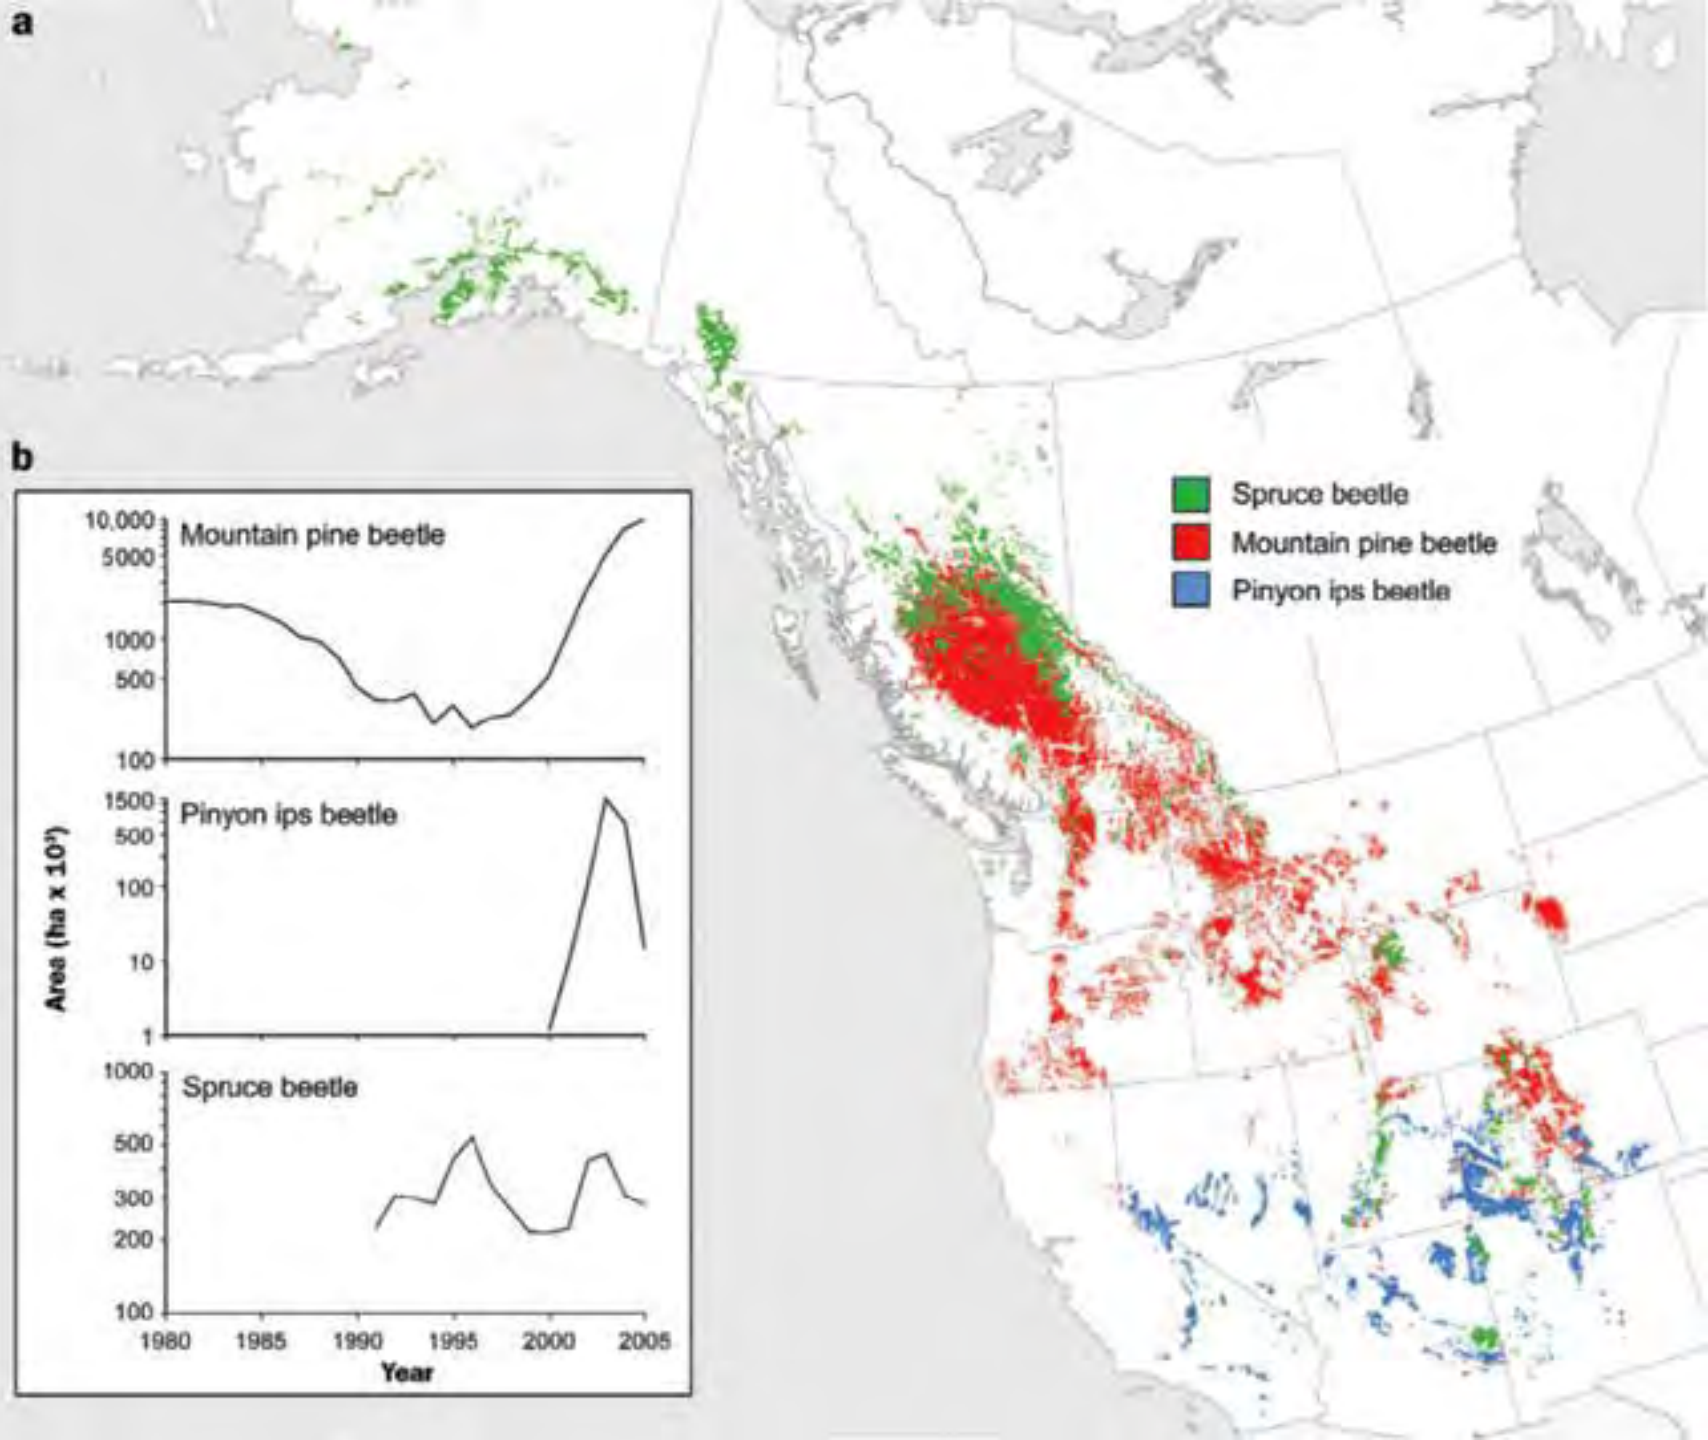 a
Spruce beetle
Mountain pine beetle
Pinyon ips beetle
b
Mountain pine beetle
10,000
5000
1000
500
100
Pinyon ips beetle
1500
500
100
10
1
Area (ha x 10³)
Spruce beetle
1000
500
300
200
100
1980 1985 1990 1995 2000 2005
Year